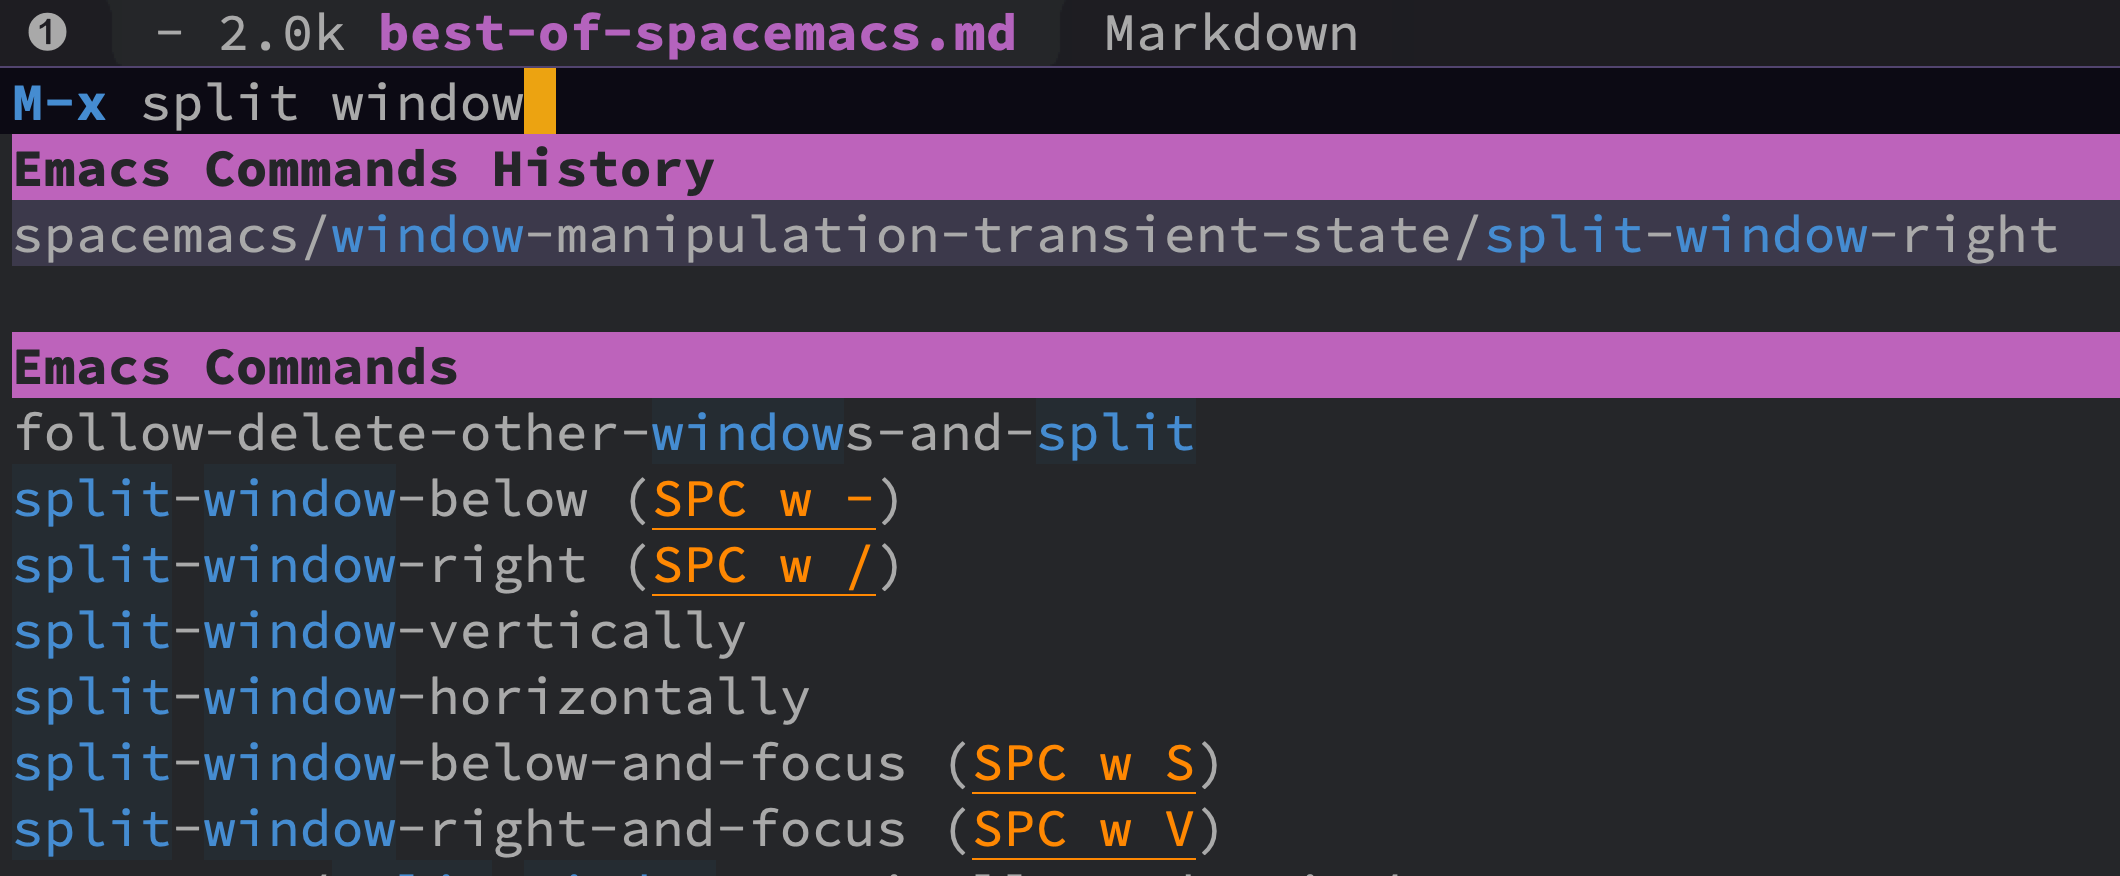 1 - 2.0k best-of-spacemacs.md Markdown
M-x split window
Emacs Commands History
spacemacs/window-manipulation-transient-state/split-window-right
Emacs Commands
follow-delete-other-windows-and-split
split-window-below (SPC w -)
split-window-right (SPC w /)
split-window-vertically
split-window-horizontally
split-window-below-and-focus (SPC w S)
split-window-right-and-focus (SPC w V)